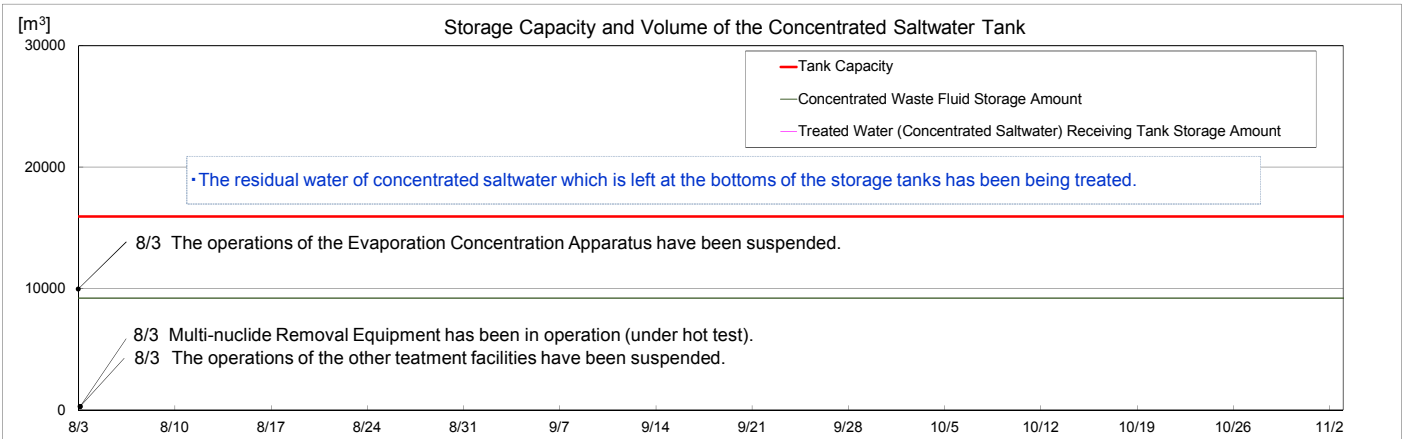 [m³]
Storage Capacity and Volume of the Concentrated Saltwater Tank
30000
Tank Capacity
Concentrated Waste Fluid Storage Amount
Treated Water (Concentrated Saltwater) Receiving Tank Storage Amount
20000
・The residual water of concentrated saltwater which is left at the bottoms of the storage tanks has been being treated.
8/3 The operations of the Evaporation Concentration Apparatus have been suspended.
10000
8/3 Multi-nuclide Removal Equipment has been in operation (under hot test).
8/3 The operations of the other teatment facilities have been suspended.
0
8/3 8/10 8/17 8/24 8/31 9/7 9/14 9/21 9/28 10/5 10/12 10/19 10/26 11/2